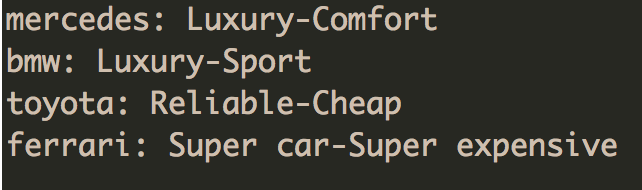 mercedes: Luxury-Comfort
bmw: Luxury-Sport
toyota: Reliable-Cheap
ferrari: Super car-Super expensive